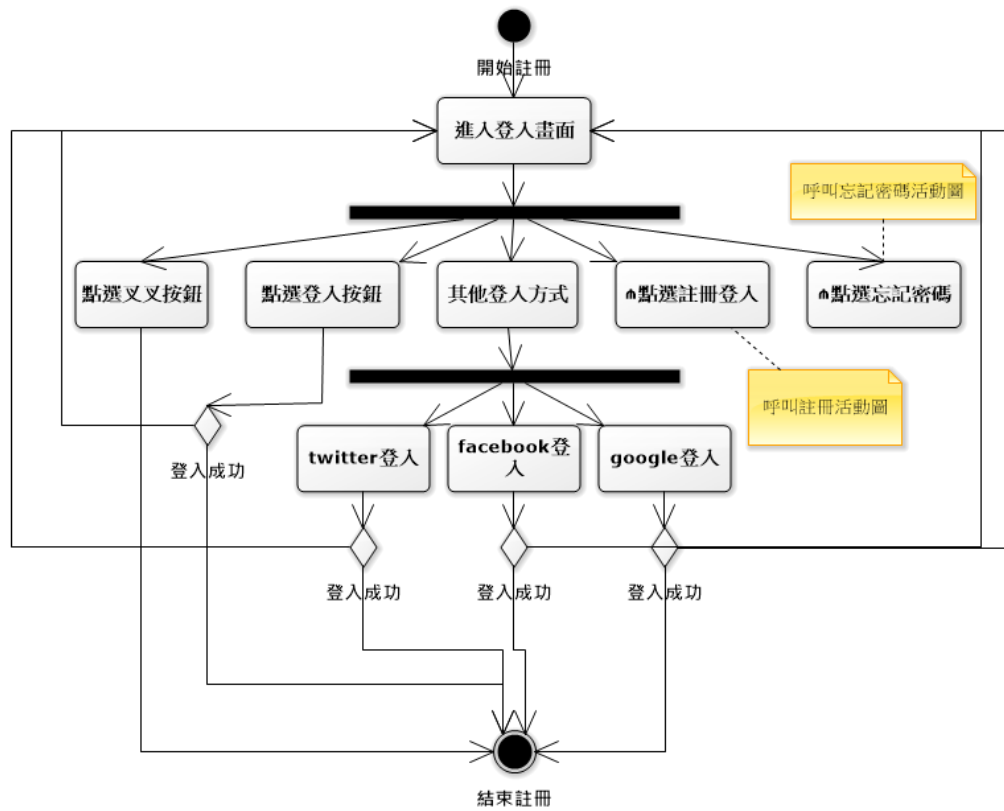 開始註冊
進入登入畫面
呼叫忘記密碼活動圖
點選叉叉按鈕
點選登入按鈕
其他登入方式
⋔點選註冊登入
⋔點選忘記密碼
呼叫註冊活動圖
twitter登入
facebook登
入
google登入
登入成功
登入成功
登入成功
登入成功
結束註冊